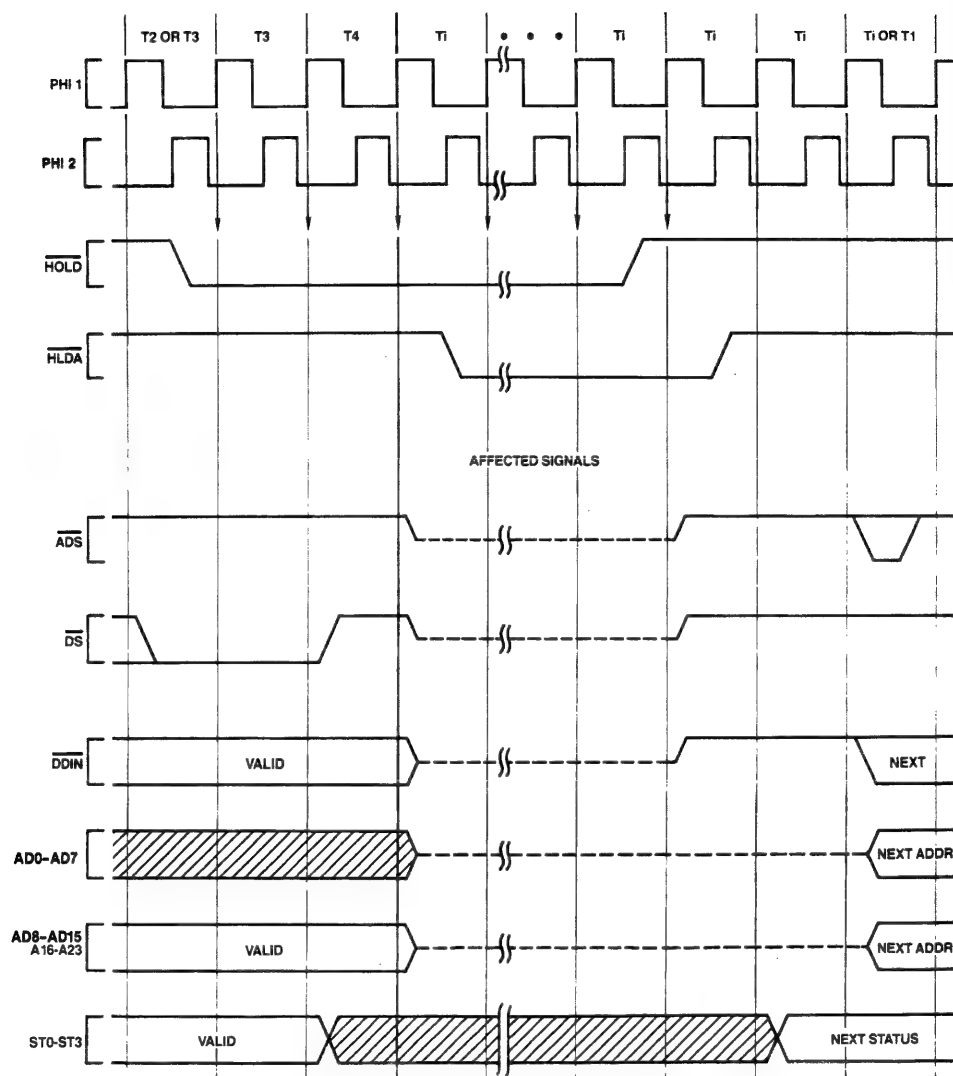 T2 OR T3 T3 T4 Ti • • • Ti Ti Ti Ti OR T1
PHI 1
PHI 2
HOLD
HLDA
AFFECTED SIGNALS
ADS
DS
DDIN VALID NEXT
AD0–AD7 NEXT ADDR
AD8–AD15
A16-A23 VALID NEXT ADDR
ST0-ST3 VALID NEXT STATUS